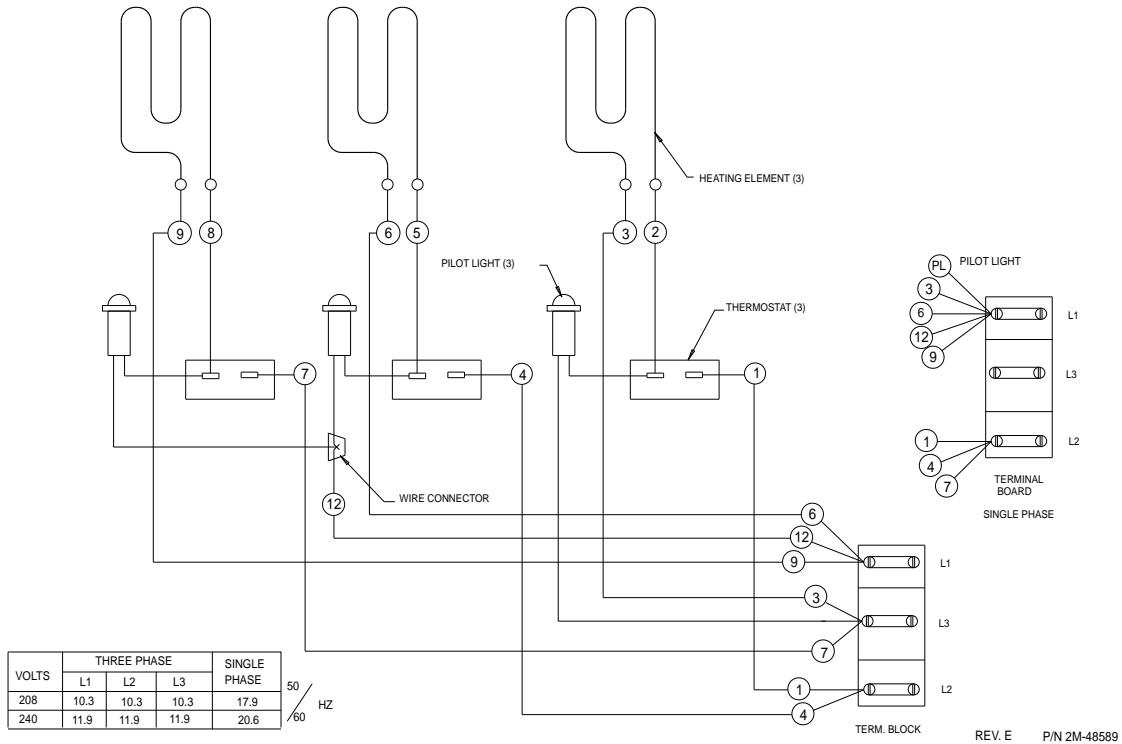 HEATING ELEMENT (3)
9
8
6
5
3
2
PILOT LIGHT (3)
PL
PILOT LIGHT
3
6
12
9
L1
THERMOSTAT (3)
7
4
1
L3
1
4
7
L2
TERMINAL
BOARD
SINGLE PHASE
WIRE CONNECTOR
12
6
12
9
L1
3
L3
7
1
L2
4
TERM. BLOCK
VOLTS THREE PHASE SINGLE PHASE
L1 L2 L3
208 10.3 10.3 10.3 17.9
240 11.9 11.9 11.9 20.6
50/60 HZ
REV. E P/N 2M-48589